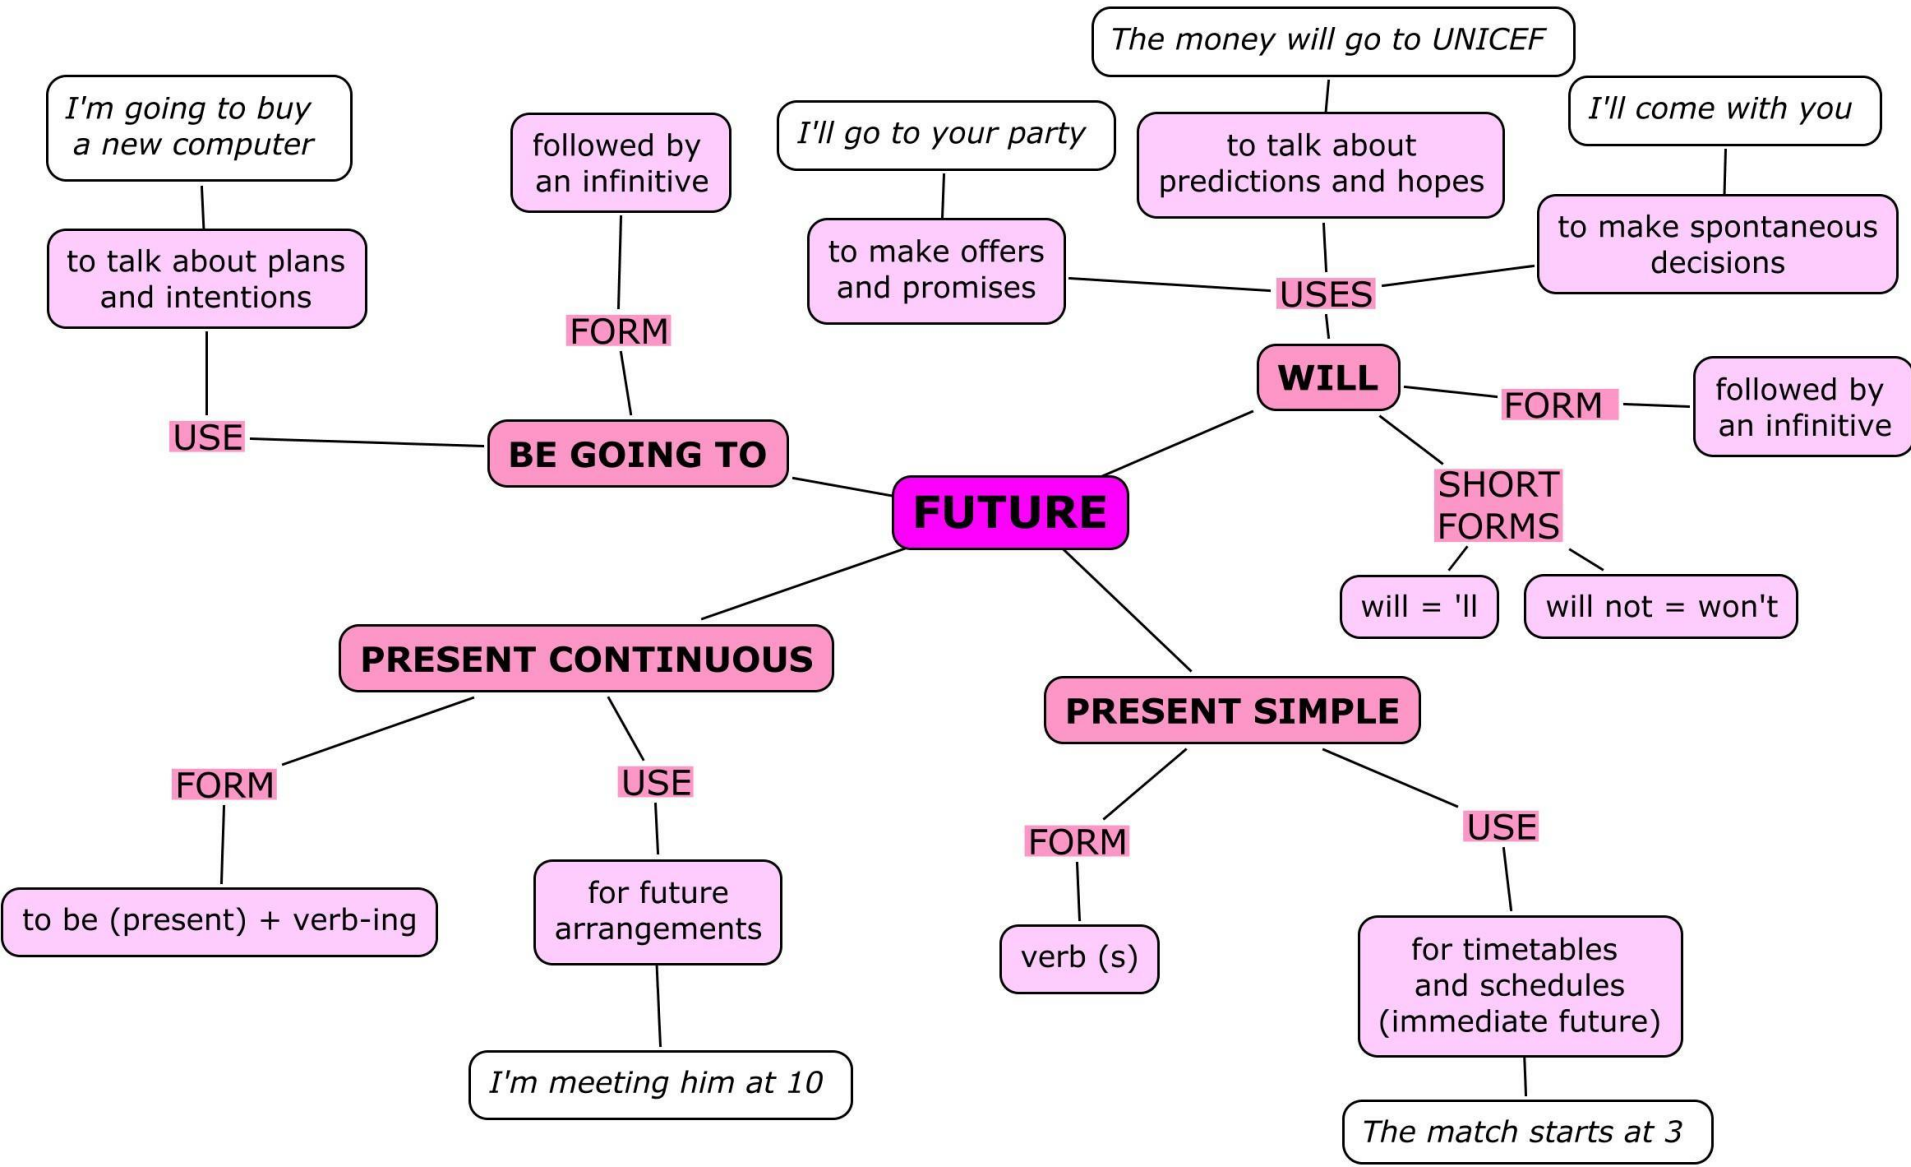 The money will go to UNICEF
I'm going to buy
a new computer
I'll go to your party
I'll come with you
followed by
an infinitive
to talk about
predictions and hopes
to talk about plans
and intentions
to make offers
and promises
to make spontaneous
decisions
USES
FORM
WILL
FORM
followed by
an infinitive
USE
BE GOING TO
SHORT
FORMS
FUTURE
will = 'll
will not = won't
PRESENT CONTINUOUS
PRESENT SIMPLE
FORM
USE
FORM
USE
to be (present) + verb-ing
for future
arrangements
verb (s)
for timetables
and schedules
(immediate future)
I'm meeting him at 10
The match starts at 3